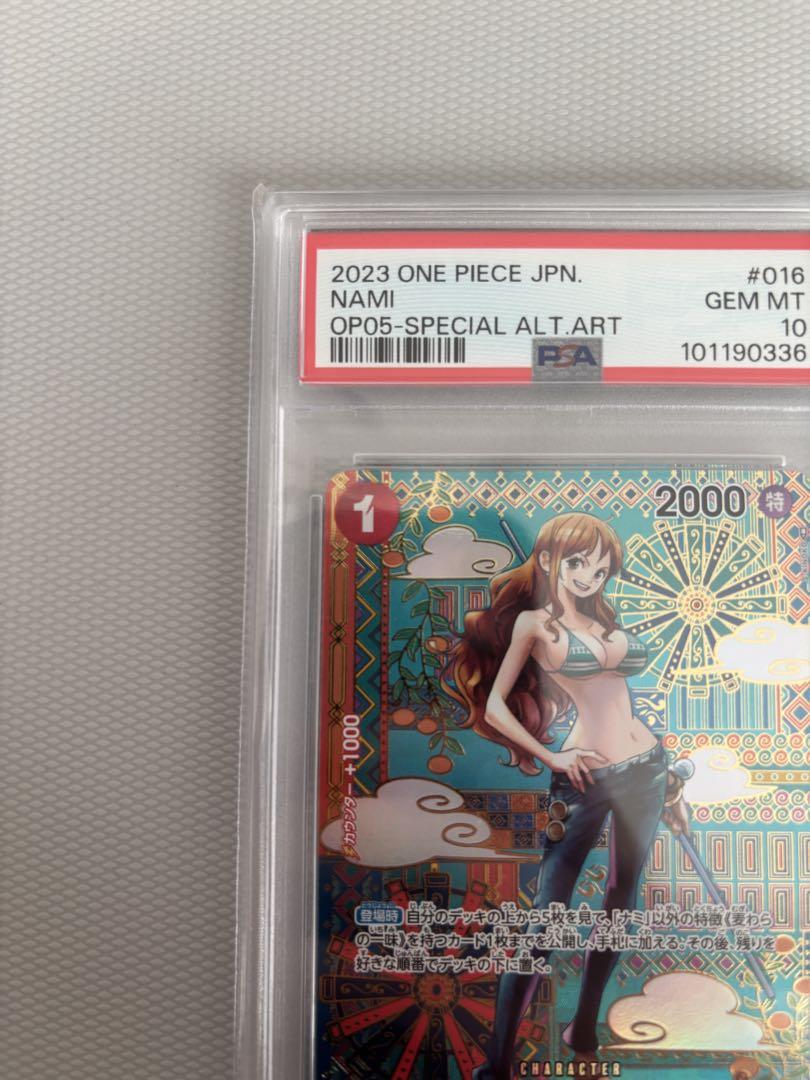 2023 ONE PIECE JPN. #016
NAMI GEM MT
OP05-SPECIAL ALT.ART 10
PSA 101190336
1 2000 特
カウンター +1000
登場時 自分のデッキの上から5枚を見て、「ナミ」以外の特徴《麦わら
の一味》を持つカード1枚までを公開し、手札に加える。その後、残りを
好きな順番でデッキの下に置く。
CHARACTER